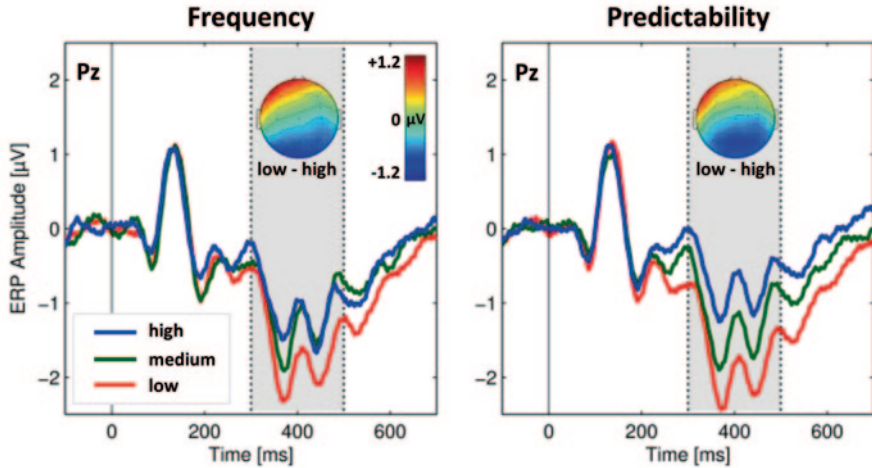 Frequency
Predictability
Pz
+1.2
0 μV
-1.2
low - high
Pz
low - high
ERP Amplitude [μV]
2
1
0
−1
−2
high
medium
low
0
200
400
600
Time [ms]
2
1
0
−1
−2
0
200
400
600
Time [ms]